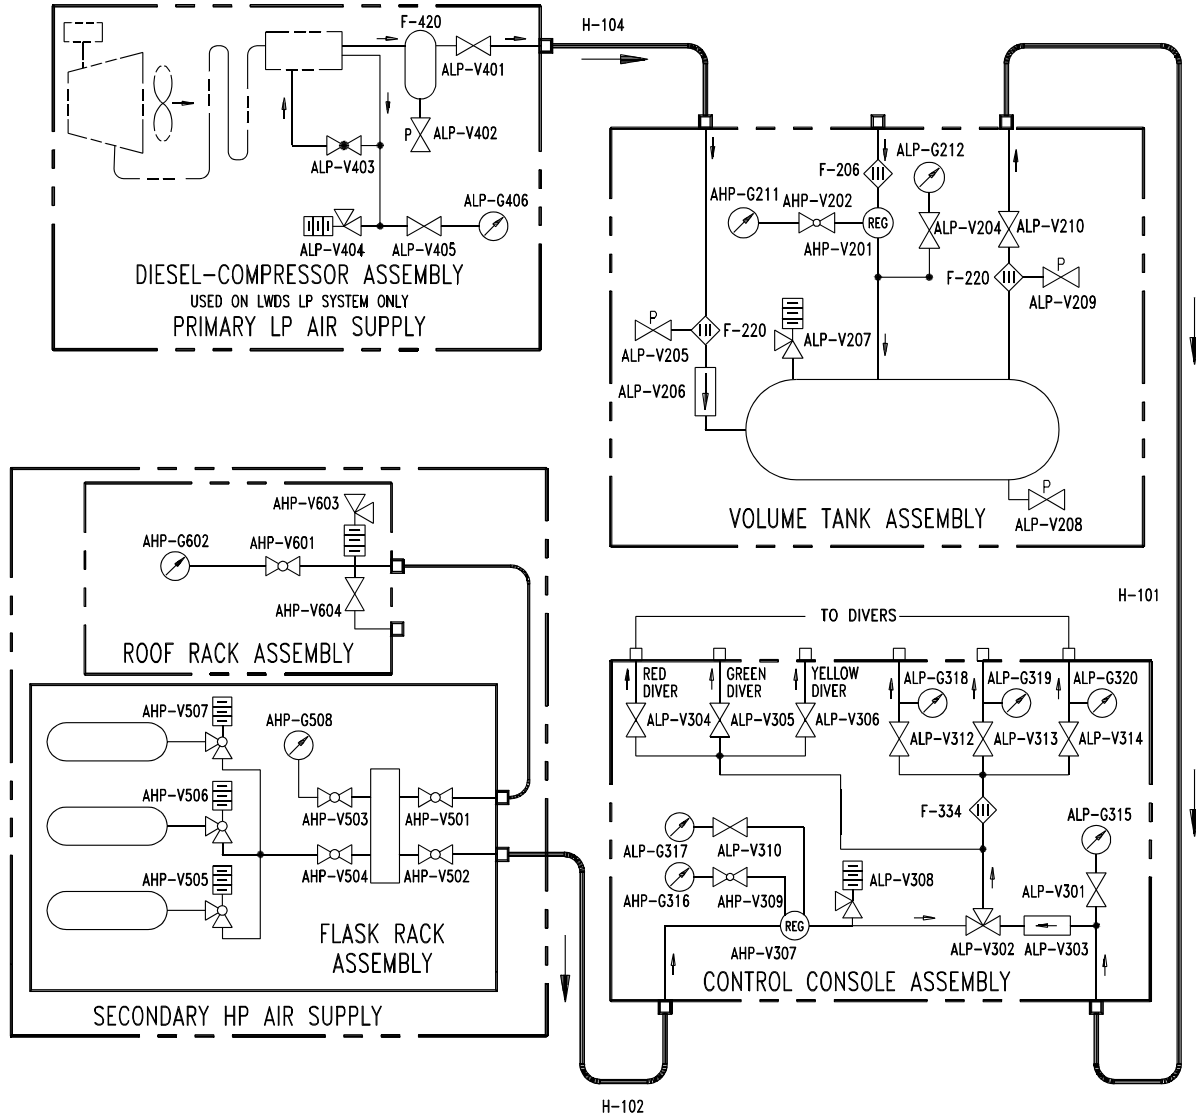 F-420
H-104
ALP-V401
P
ALP-V402
ALP-V403
ALP-G406
ALP-V404
ALP-V405
DIESEL-COMPRESSOR ASSEMBLY
USED ON LWDS LP SYSTEM ONLY
PRIMARY LP AIR SUPPLY
F-206
ALP-G212
AHP-G211
AHP-V202
REG
AHP-V201
ALP-V204
ALP-V210
F-220
P
ALP-V209
P
ALP-V205
F-220
ALP-V207
ALP-V206
P
ALP-V208
VOLUME TANK ASSEMBLY
H-101
AHP-V603
AHP-G602
AHP-V601
AHP-V604
ROOF RACK ASSEMBLY
AHP-V507
AHP-G508
AHP-V506
AHP-V503
AHP-V501
AHP-V505
AHP-V504
AHP-V502
FLASK RACK
ASSEMBLY
SECONDARY HP AIR SUPPLY
TO DIVERS
RED
DIVER
GREEN
DIVER
YELLOW
DIVER
ALP-G318
ALP-G319
ALP-G320
ALP-V304
ALP-V305
ALP-V306
ALP-V312
ALP-V313
ALP-V314
F-334
ALP-G315
ALP-G317
ALP-V310
ALP-V308
ALP-V301
AHP-G316
AHP-V309
REG
AHP-V307
ALP-V302
ALP-V303
CONTROL CONSOLE ASSEMBLY
H-102